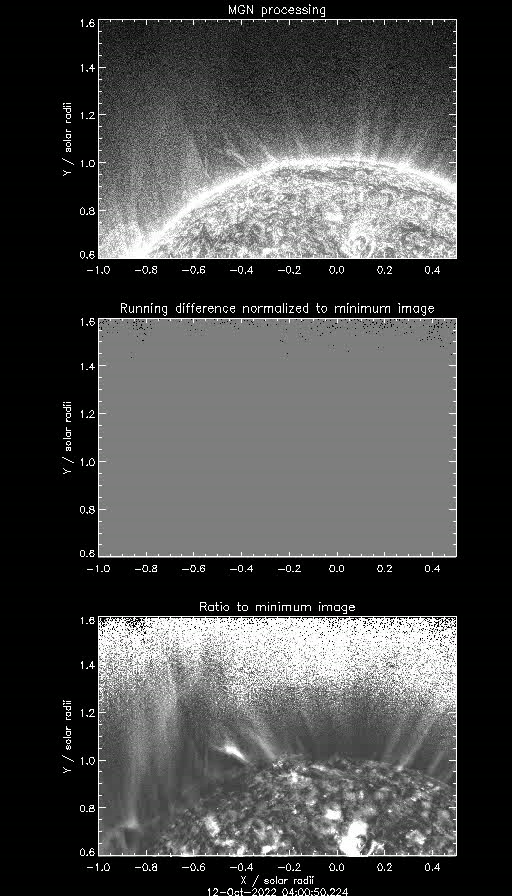 MGN processing
1.6
1.4
1.2
1.0
0.8
0.6
Y / solar radii
-1.0 -0.8 -0.6 -0.4 -0.2 0.0 0.2 0.4
Running difference normalized to minimum image
1.6
1.4
1.2
1.0
0.8
0.6
Y / solar radii
-1.0 -0.8 -0.6 -0.4 -0.2 0.0 0.2 0.4
Ratio to minimum image
1.6
1.4
1.2
1.0
0.8
0.6
Y / solar radii
-1.0 -0.8 -0.6 -0.4 -0.2 0.0 0.2 0.4
X / solar radii
12-Oct-2022 04:00:50.224